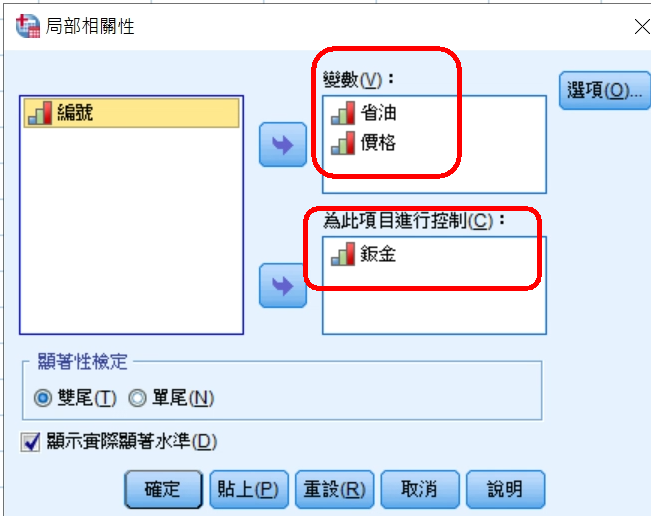 局部相關性
變數(V)：
選項(O)...
編號
省油
價格
為此項目進行控制(C)：
鈑金
顯著性檢定
雙尾(T) 單尾(N)
顯示實際顯著水準(D)
確定 貼上(P) 重設(R) 取消 說明